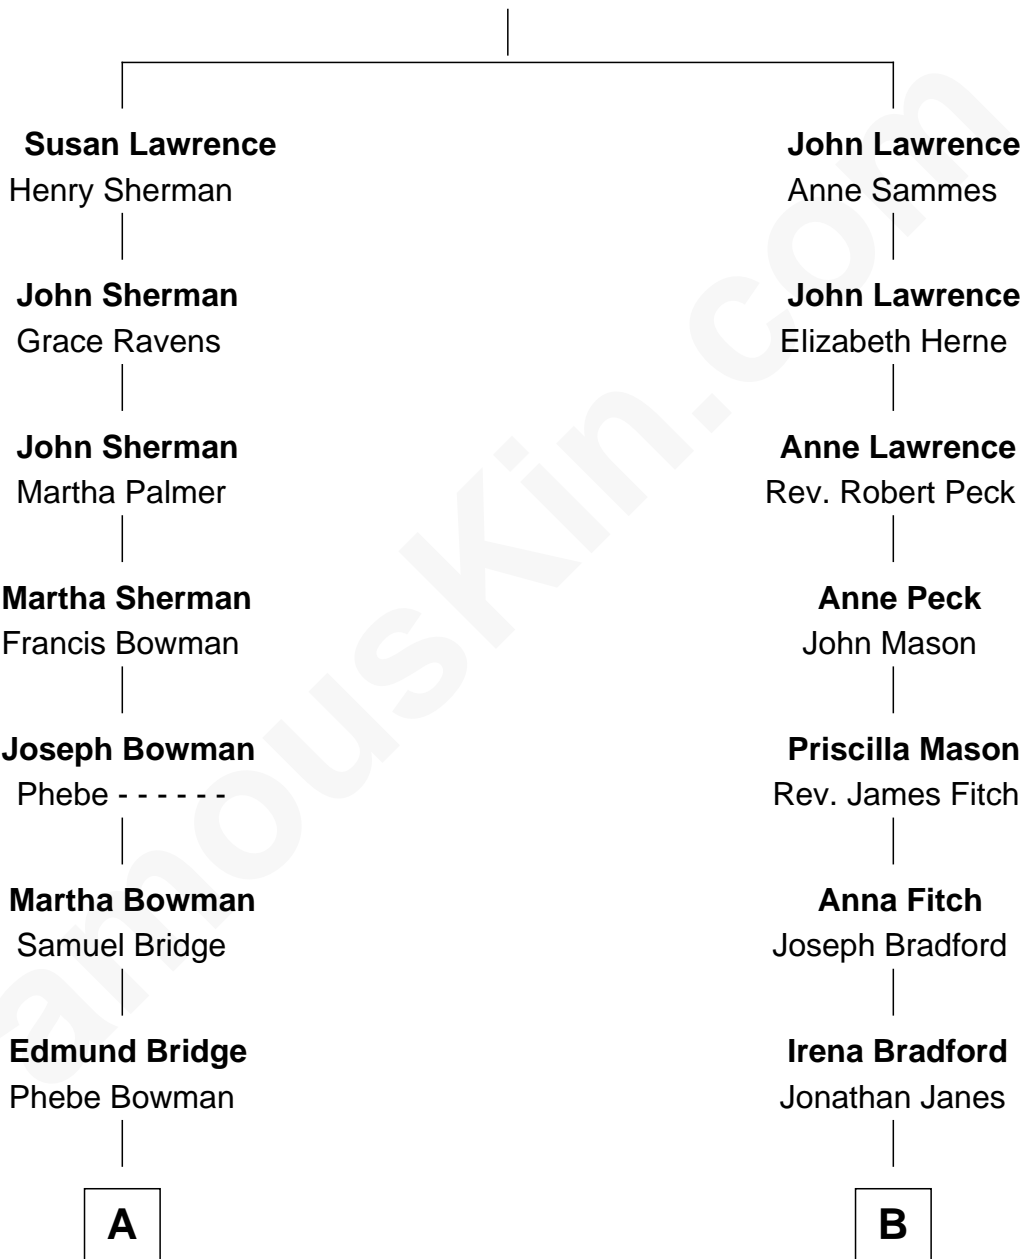 Susan Lawrence
Henry Sherman
John Lawrence
Anne Sammes
John Sherman
Grace Ravens
John Lawrence
Elizabeth Herne
John Sherman
Martha Palmer
Anne Lawrence
Rev. Robert Peck
Martha Sherman
Francis Bowman
Anne Peck
John Mason
Joseph Bowman
Phebe - - - - - -
Priscilla Mason
Rev. James Fitch
Martha Bowman
Samuel Bridge
Anna Fitch
Joseph Bradford
Edmund Bridge
Phebe Bowman
Irena Bradford
Jonathan Janes
A
B
amouskin.com